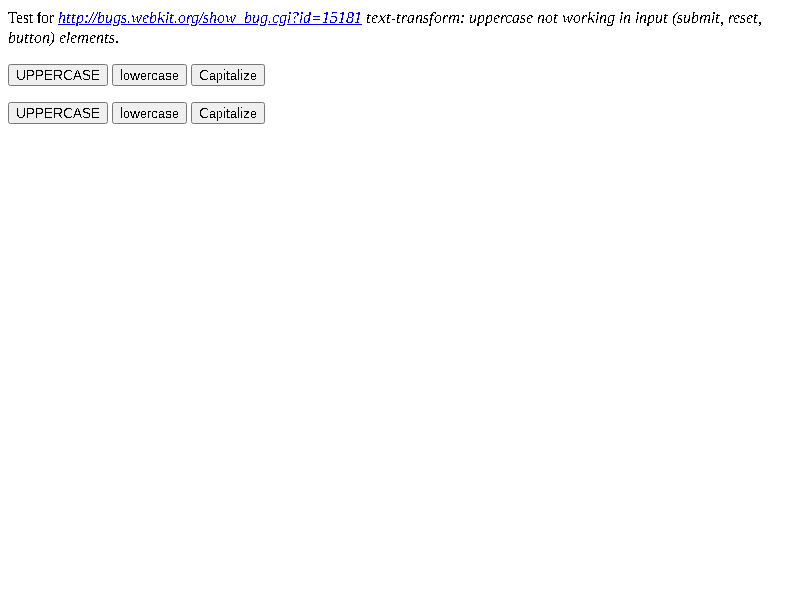 Test for http://bugs.webkit.org/show_bug.cgi?id=15181 text-transform: uppercase not working in input (submit, reset,
button) elements.
UPPERCASE lowercase Capitalize
UPPERCASE lowercase Capitalize